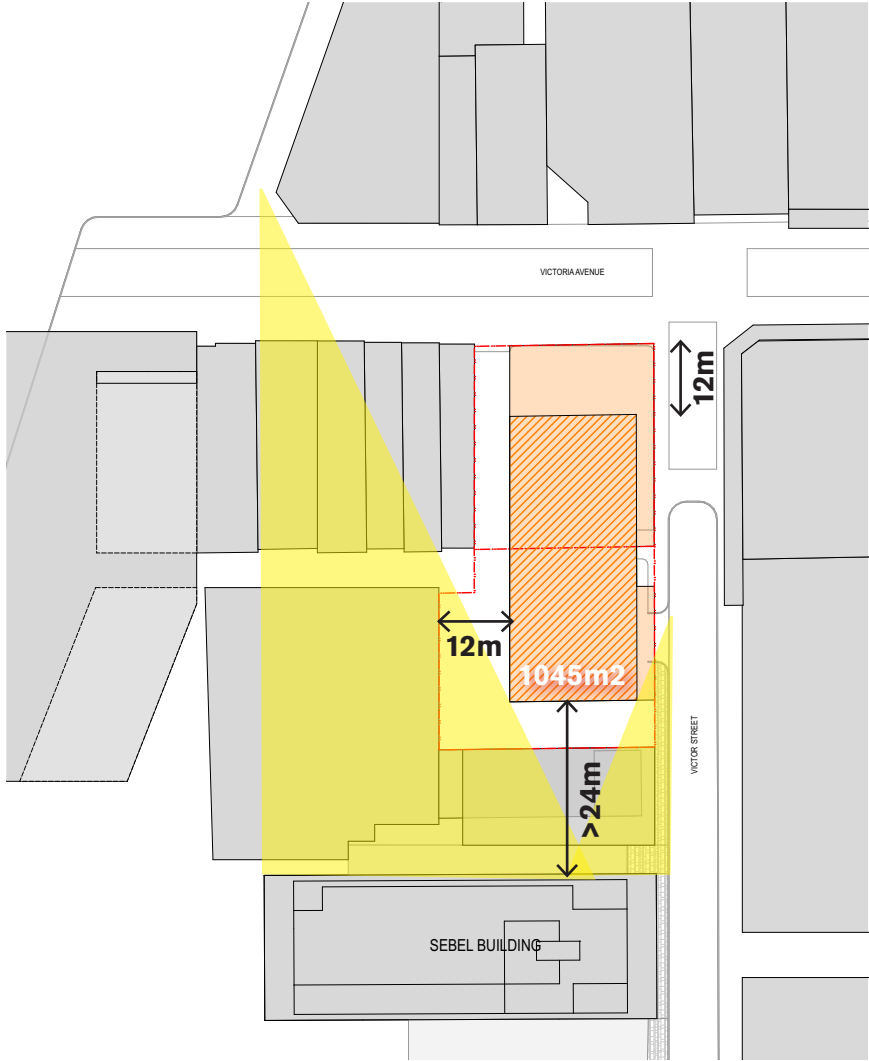 VICTORIA AVENUE
12m
12m
1045m2
VICTOR STREET
>24m
SEBEL BUILDING